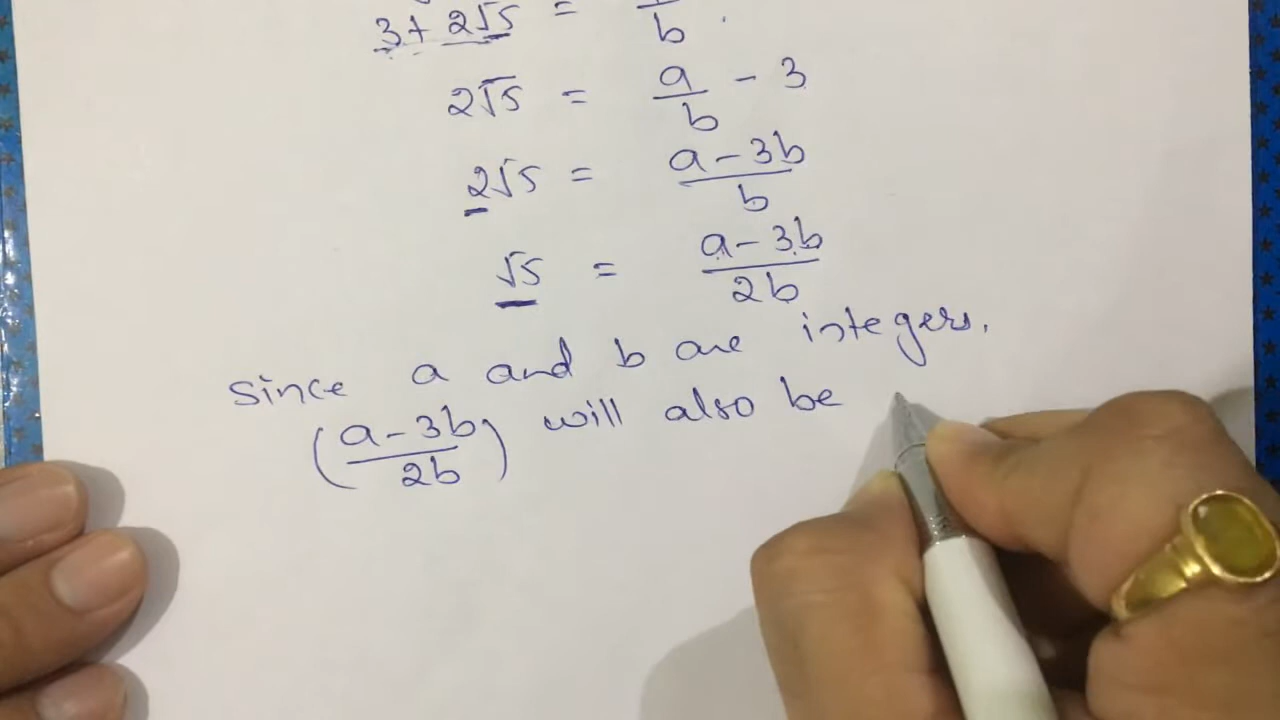 3+2√5 = /b.
2√5 = a/b - 3
2√5 = (a-3b)/b
√5 = (a-3b)/2b
Since a and b are integers.
((a-3b)/2b) will also be